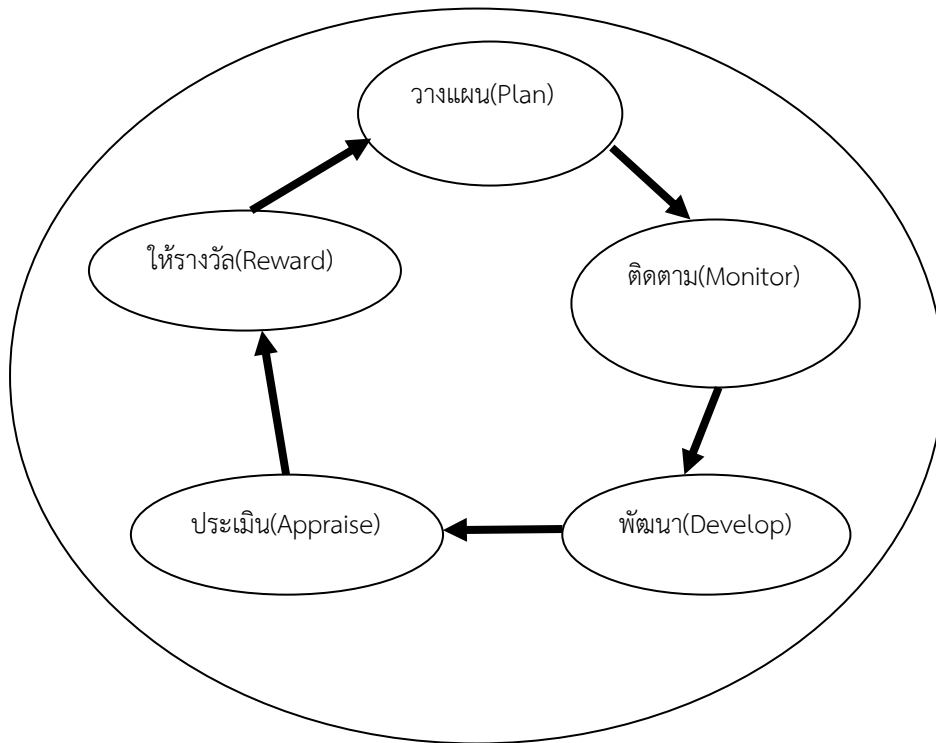 วางแผน(Plan)
ติดตาม(Monitor)
พัฒนา(Develop)
ประเมิน(Appraise)
ให้รางวัล(Reward)